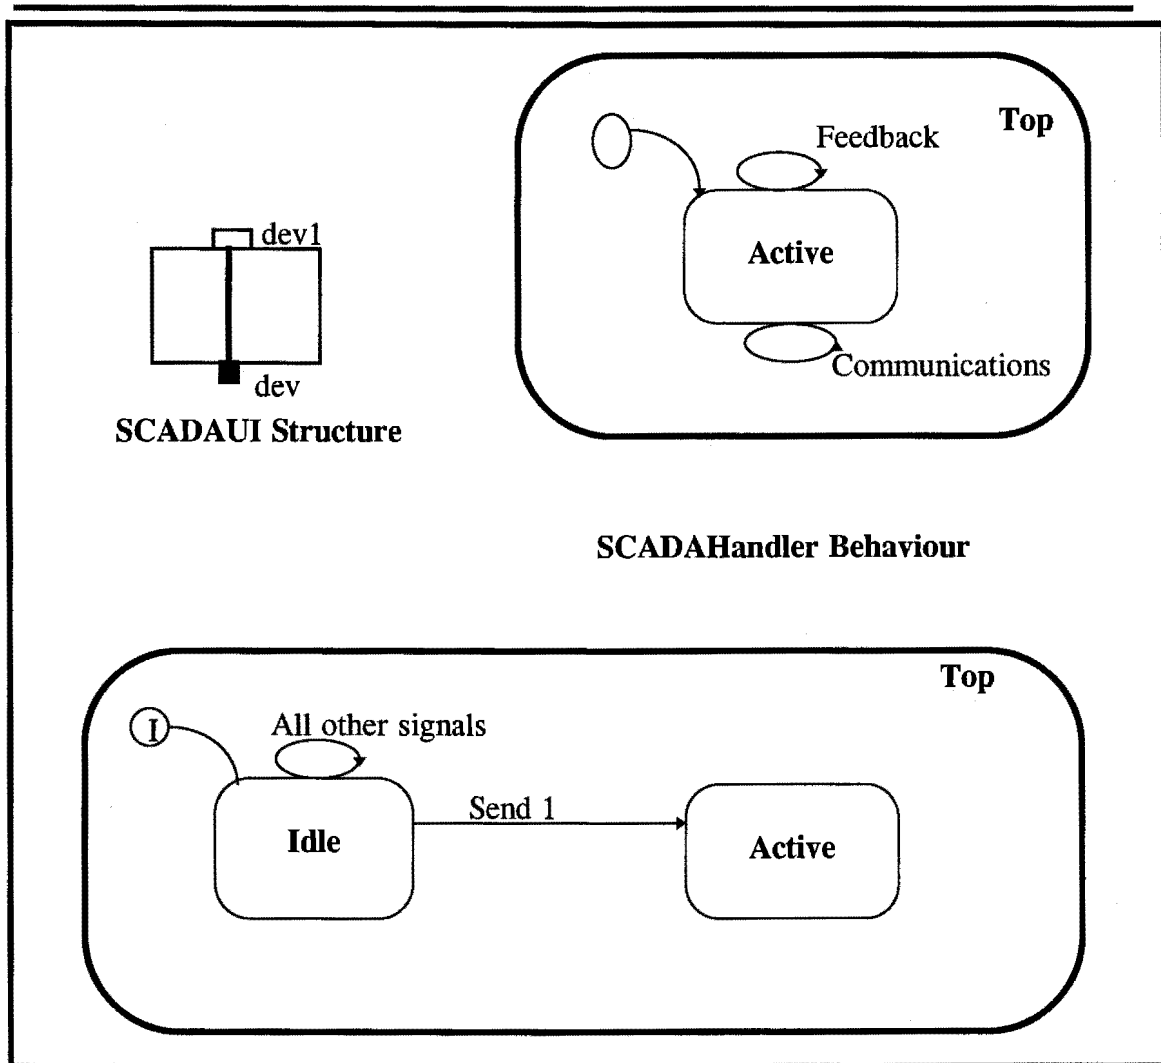 Top
Feedback
dev1
Active
dev
Communications
SCADAUI Structure
SCADAHandler Behaviour
Top
I
All other signals
Send 1
Idle
Active